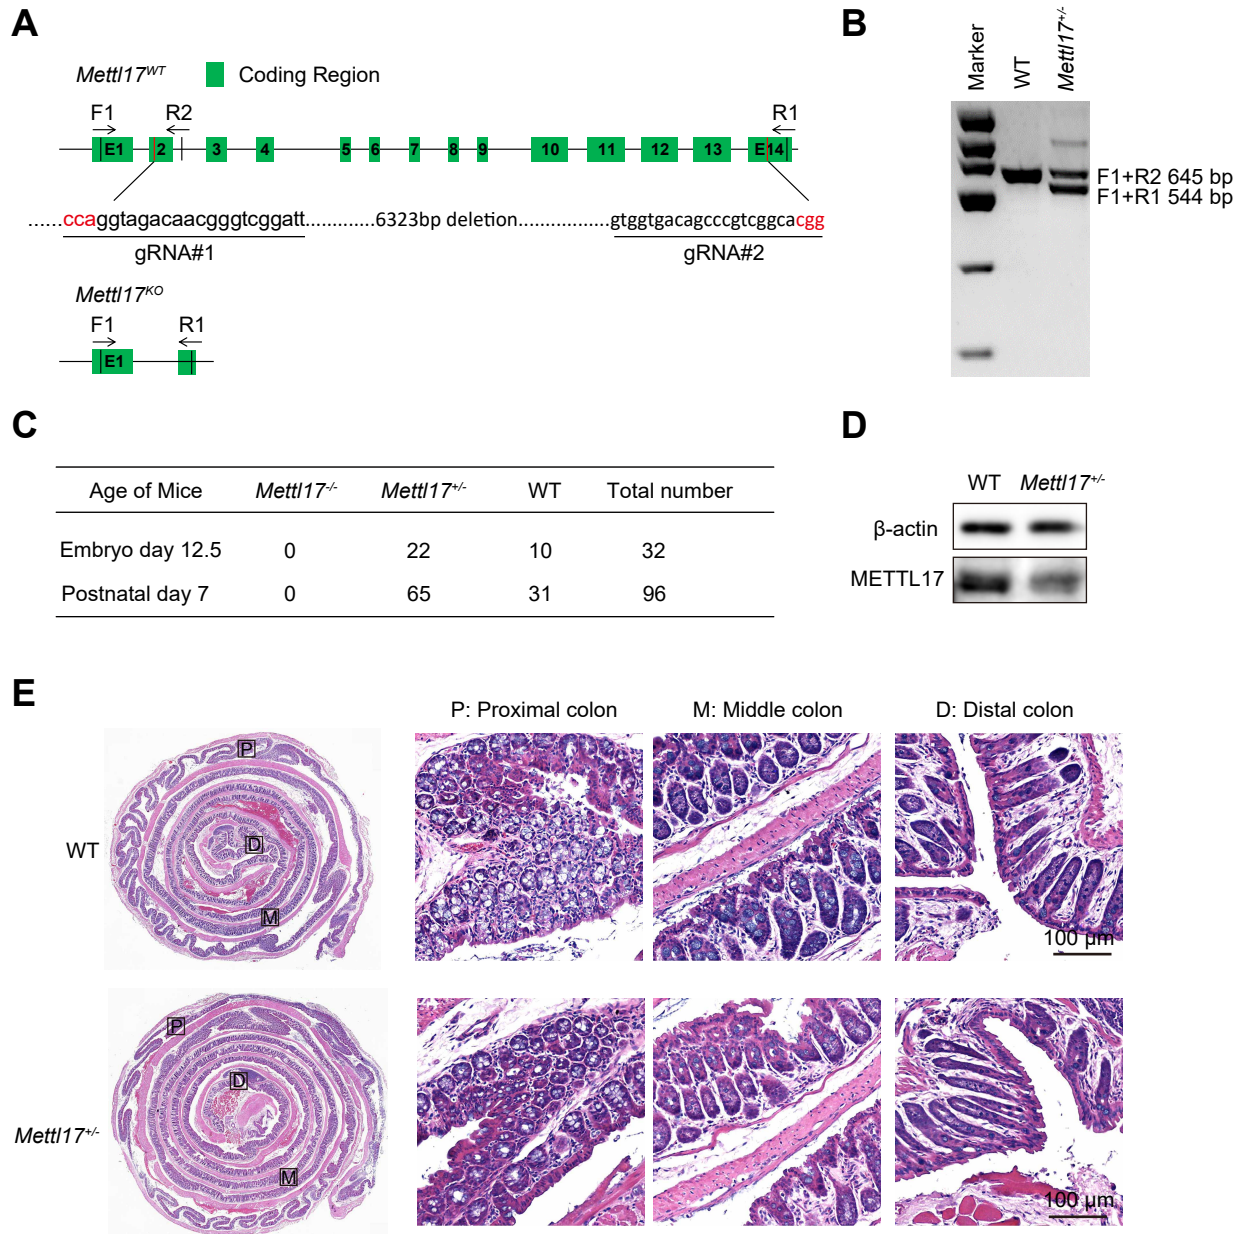 A
Mettl17WT
Coding Region
F1
R2
R1
E1
2
3
4
5
6
7
8
9
10
11
12
13
E14
......ccaggtagacaacgggtcggatt.............6323bp deletion.................gtggtgacagcccgtcggcacgg
gRNA#1
gRNA#2
Mettl17KO
F1
R1
E1
B
Marker
WT
Mettl17+/-
F1+R2 645 bp
F1+R1 544 bp
C
Age of Mice Mettl17-/- Mettl17+/- WT Total number
Embryo day 12.5 0 22 10 32
Postnatal day 7 0 65 31 96
D
WT Mettl17+/-
β-actin
METTL17
E
P: Proximal colon
M: Middle colon
D: Distal colon
WT
P
D
M
100 μm
Mettl17+/-
P
D
M
100 μm